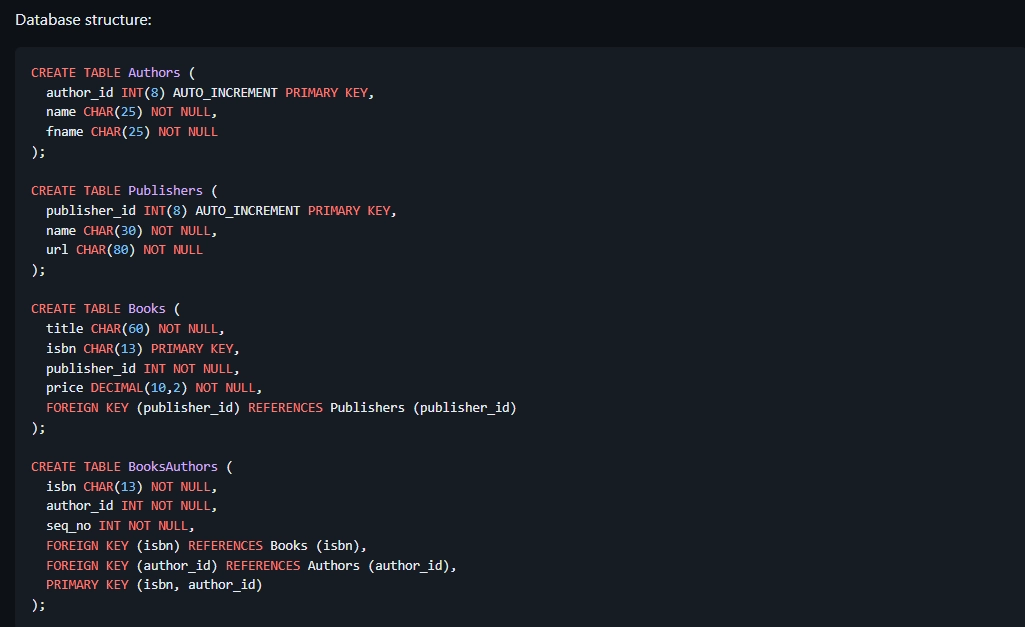 Database structure:
CREATE TABLE Authors (
  author_id INT(8) AUTO_INCREMENT PRIMARY KEY,
  name CHAR(25) NOT NULL,
  fname CHAR(25) NOT NULL
);
CREATE TABLE Publishers (
  publisher_id INT(8) AUTO_INCREMENT PRIMARY KEY,
  name CHAR(30) NOT NULL,
  url CHAR(80) NOT NULL
);
CREATE TABLE Books (
  title CHAR(60) NOT NULL,
  isbn CHAR(13) PRIMARY KEY,
  publisher_id INT NOT NULL,
  price DECIMAL(10,2) NOT NULL,
  FOREIGN KEY (publisher_id) REFERENCES Publishers (publisher_id)
);
CREATE TABLE BooksAuthors (
  isbn CHAR(13) NOT NULL,
  author_id INT NOT NULL,
  seq_no INT NOT NULL,
  FOREIGN KEY (isbn) REFERENCES Books (isbn),
  FOREIGN KEY (author_id) REFERENCES Authors (author_id),
  PRIMARY KEY (isbn, author_id)
);